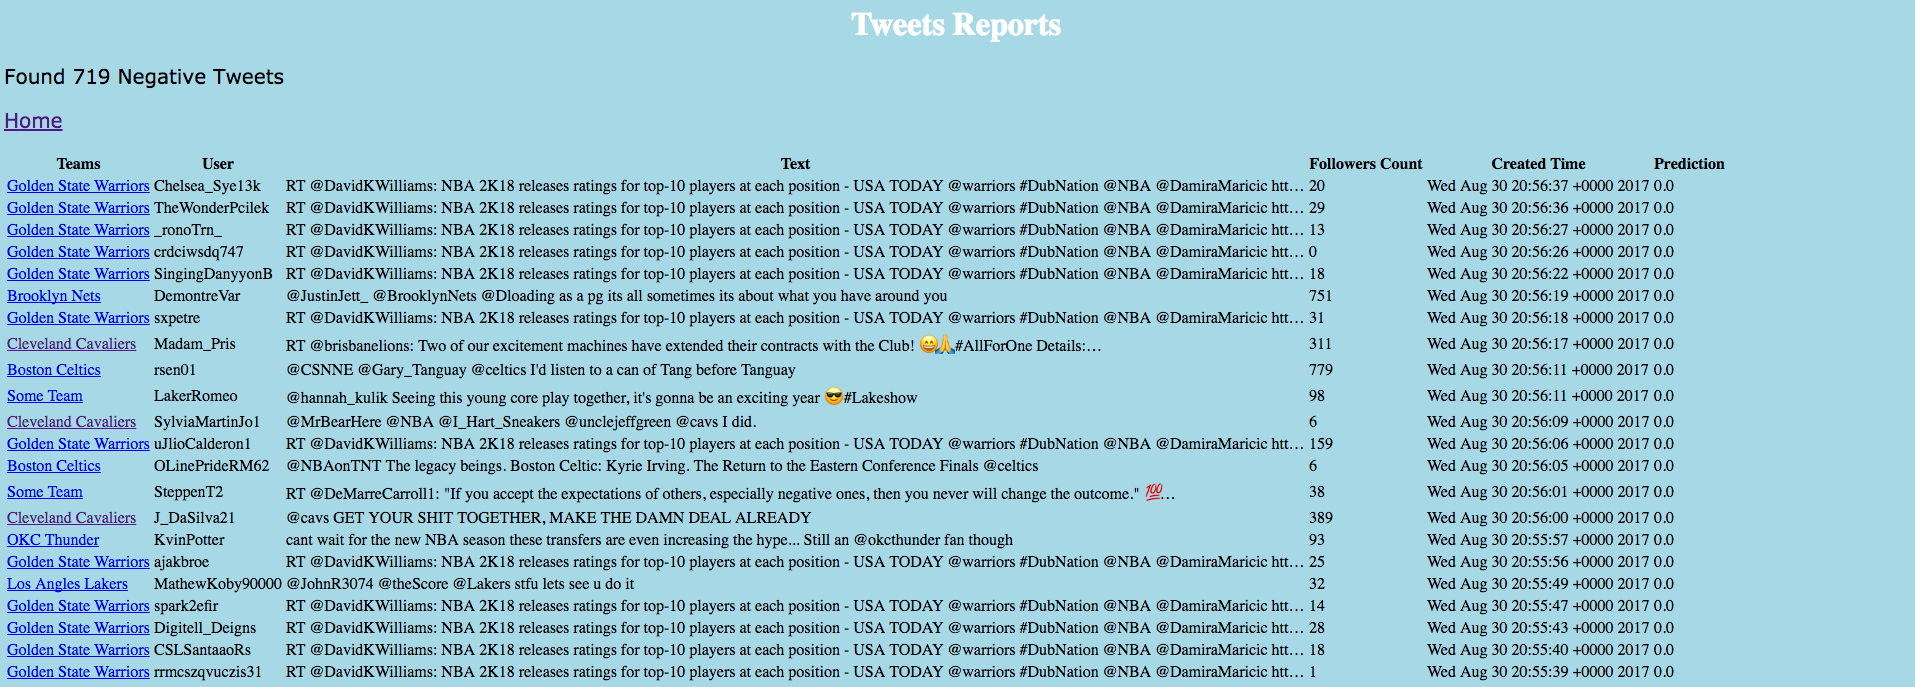 Tweets Reports
Found 719 Negative Tweets
Home
Teams User Text Followers Count Created Time Prediction
Golden State Warriors Chelsea_Sye13k RT @DavidKWilliams: NBA 2K18 releases ratings for top-10 players at each position - USA TODAY @warriors #DubNation @NBA @DamiraMaricic htt… 20 Wed Aug 30 20:56:37 +0000 2017 0.0
Golden State Warriors TheWonderPcilek RT @DavidKWilliams: NBA 2K18 releases ratings for top-10 players at each position - USA TODAY @warriors #DubNation @NBA @DamiraMaricic htt… 29 Wed Aug 30 20:56:36 +0000 2017 0.0
Golden State Warriors _ronoTrn_ RT @DavidKWilliams: NBA 2K18 releases ratings for top-10 players at each position - USA TODAY @warriors #DubNation @NBA @DamiraMaricic htt… 13 Wed Aug 30 20:56:27 +0000 2017 0.0
Golden State Warriors crdciwsdq747 RT @DavidKWilliams: NBA 2K18 releases ratings for top-10 players at each position - USA TODAY @warriors #DubNation @NBA @DamiraMaricic htt… 0 Wed Aug 30 20:56:26 +0000 2017 0.0
Golden State Warriors SingingDanyyonB RT @DavidKWilliams: NBA 2K18 releases ratings for top-10 players at each position - USA TODAY @warriors #DubNation @NBA @DamiraMaricic htt… 18 Wed Aug 30 20:56:22 +0000 2017 0.0
Brooklyn Nets DemontreVar @JustinJett_ @BrooklynNets @Dloading as a pg its all sometimes its about what you have around you 751 Wed Aug 30 20:56:19 +0000 2017 0.0
Golden State Warriors sxpetre RT @DavidKWilliams: NBA 2K18 releases ratings for top-10 players at each position - USA TODAY @warriors #DubNation @NBA @DamiraMaricic htt… 31 Wed Aug 30 20:56:18 +0000 2017 0.0
Cleveland Cavaliers Madam_Pris RT @brisbanelions: Two of our excitement machines have extended their contracts with the Club! 😄🙏#AllForOne Details:… 311 Wed Aug 30 20:56:17 +0000 2017 0.0
Boston Celtics rsen01 @CSNNE @Gary_Tanguay @celtics I'd listen to a can of Tang before Tanguay 779 Wed Aug 30 20:56:11 +0000 2017 0.0
Some Team LakerRomeo @hannah_kulik Seeing this young core play together, it's gonna be an exciting year 😎#Lakeshow 98 Wed Aug 30 20:56:11 +0000 2017 0.0
Cleveland Cavaliers SylviaMartinJo1 @MrBearHere @NBA @I_Hart_Sneakers @unclejeffgreen @cavs I did. 6 Wed Aug 30 20:56:09 +0000 2017 0.0
Golden State Warriors uJlioCalderon1 RT @DavidKWilliams: NBA 2K18 releases ratings for top-10 players at each position - USA TODAY @warriors #DubNation @NBA @DamiraMaricic htt… 159 Wed Aug 30 20:56:06 +0000 2017 0.0
Boston Celtics OLinePrideRM62 @NBAonTNT The legacy beings. Boston Celtic: Kyrie Irving. The Return to the Eastern Conference Finals @celtics 6 Wed Aug 30 20:56:05 +0000 2017 0.0
Some Team SteppenT2 RT @DeMarreCarroll1: "If you accept the expectations of others, especially negative ones, then you never will change the outcome." 💯… 38 Wed Aug 30 20:56:01 +0000 2017 0.0
Cleveland Cavaliers J_DaSilva21 @cavs GET YOUR SHIT TOGETHER, MAKE THE DAMN DEAL ALREADY 389 Wed Aug 30 20:56:00 +0000 2017 0.0
OKC Thunder KvinPotter cant wait for the new NBA season these transfers are even increasing the hype... Still an @okcthunder fan though 93 Wed Aug 30 20:55:57 +0000 2017 0.0
Golden State Warriors ajakbroe RT @DavidKWilliams: NBA 2K18 releases ratings for top-10 players at each position - USA TODAY @warriors #DubNation @NBA @DamiraMaricic htt… 25 Wed Aug 30 20:55:56 +0000 2017 0.0
Los Angles Lakers MathewKoby90000 @JohnR3074 @theScore @Lakers stfu lets see u do it 32 Wed Aug 30 20:55:49 +0000 2017 0.0
Golden State Warriors spark2efir RT @DavidKWilliams: NBA 2K18 releases ratings for top-10 players at each position - USA TODAY @warriors #DubNation @NBA @DamiraMaricic htt… 14 Wed Aug 30 20:55:47 +0000 2017 0.0
Golden State Warriors Digitell_Deigns RT @DavidKWilliams: NBA 2K18 releases ratings for top-10 players at each position - USA TODAY @warriors #DubNation @NBA @DamiraMaricic htt… 28 Wed Aug 30 20:55:43 +0000 2017 0.0
Golden State Warriors CSLSantaaoRs RT @DavidKWilliams: NBA 2K18 releases ratings for top-10 players at each position - USA TODAY @warriors #DubNation @NBA @DamiraMaricic htt… 18 Wed Aug 30 20:55:40 +0000 2017 0.0
Golden State Warriors rrmcszqvuczis31 RT @DavidKWilliams: NBA 2K18 releases ratings for top-10 players at each position - USA TODAY @warriors #DubNation @NBA @DamiraMaricic htt… 1 Wed Aug 30 20:55:39 +0000 2017 0.0